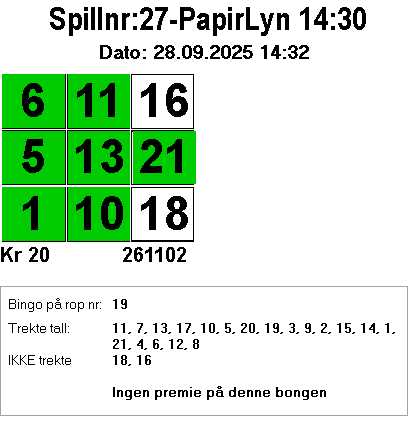 Spillnr:27-PapirLyn 14:30
Dato: 28.09.2025 14:32
6 11 16
5 13 21
1 10 18
Kr 20 261102
Bingo på rop nr: 19
Trekte tall: 11, 7, 13, 17, 10, 5, 20, 19, 3, 9, 2, 15, 14, 1,
21, 4, 6, 12, 8
IKKE trekte 18, 16
Ingen premie på denne bongen